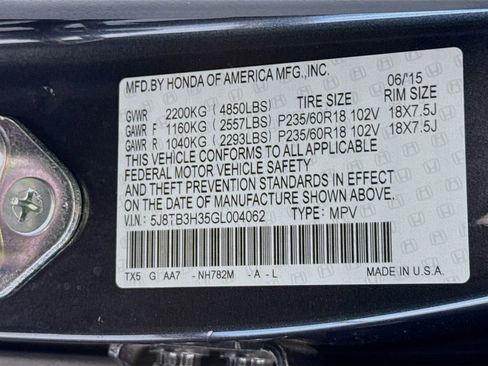 MFD.BY HONDA OF AMERICA MFG.,INC. 06/15
GVWR 2200KG (4850LBS) TIRE SIZE RIM SIZE
GAWR F 1160KG (2557LBS) P235/60R18 102V 18X7.5J
GAWR R 1040KG (2293LBS) P235/60R18 102V 18X7.5J
THIS VEHICLE CONFORMS TO ALL APPLICABLE
FEDERAL MOTOR VEHICLE SAFETY
AND THEFT PREVENTION STANDARDS IN EFFECT
ON THE DATE OF MANUFACTURE SHOWN ABOVE.
V.I.N: 5J8TB3H35GL004062 TYPE: MPV
TX5 G AA7 -NH782M -A-L MADE IN U.S.A.